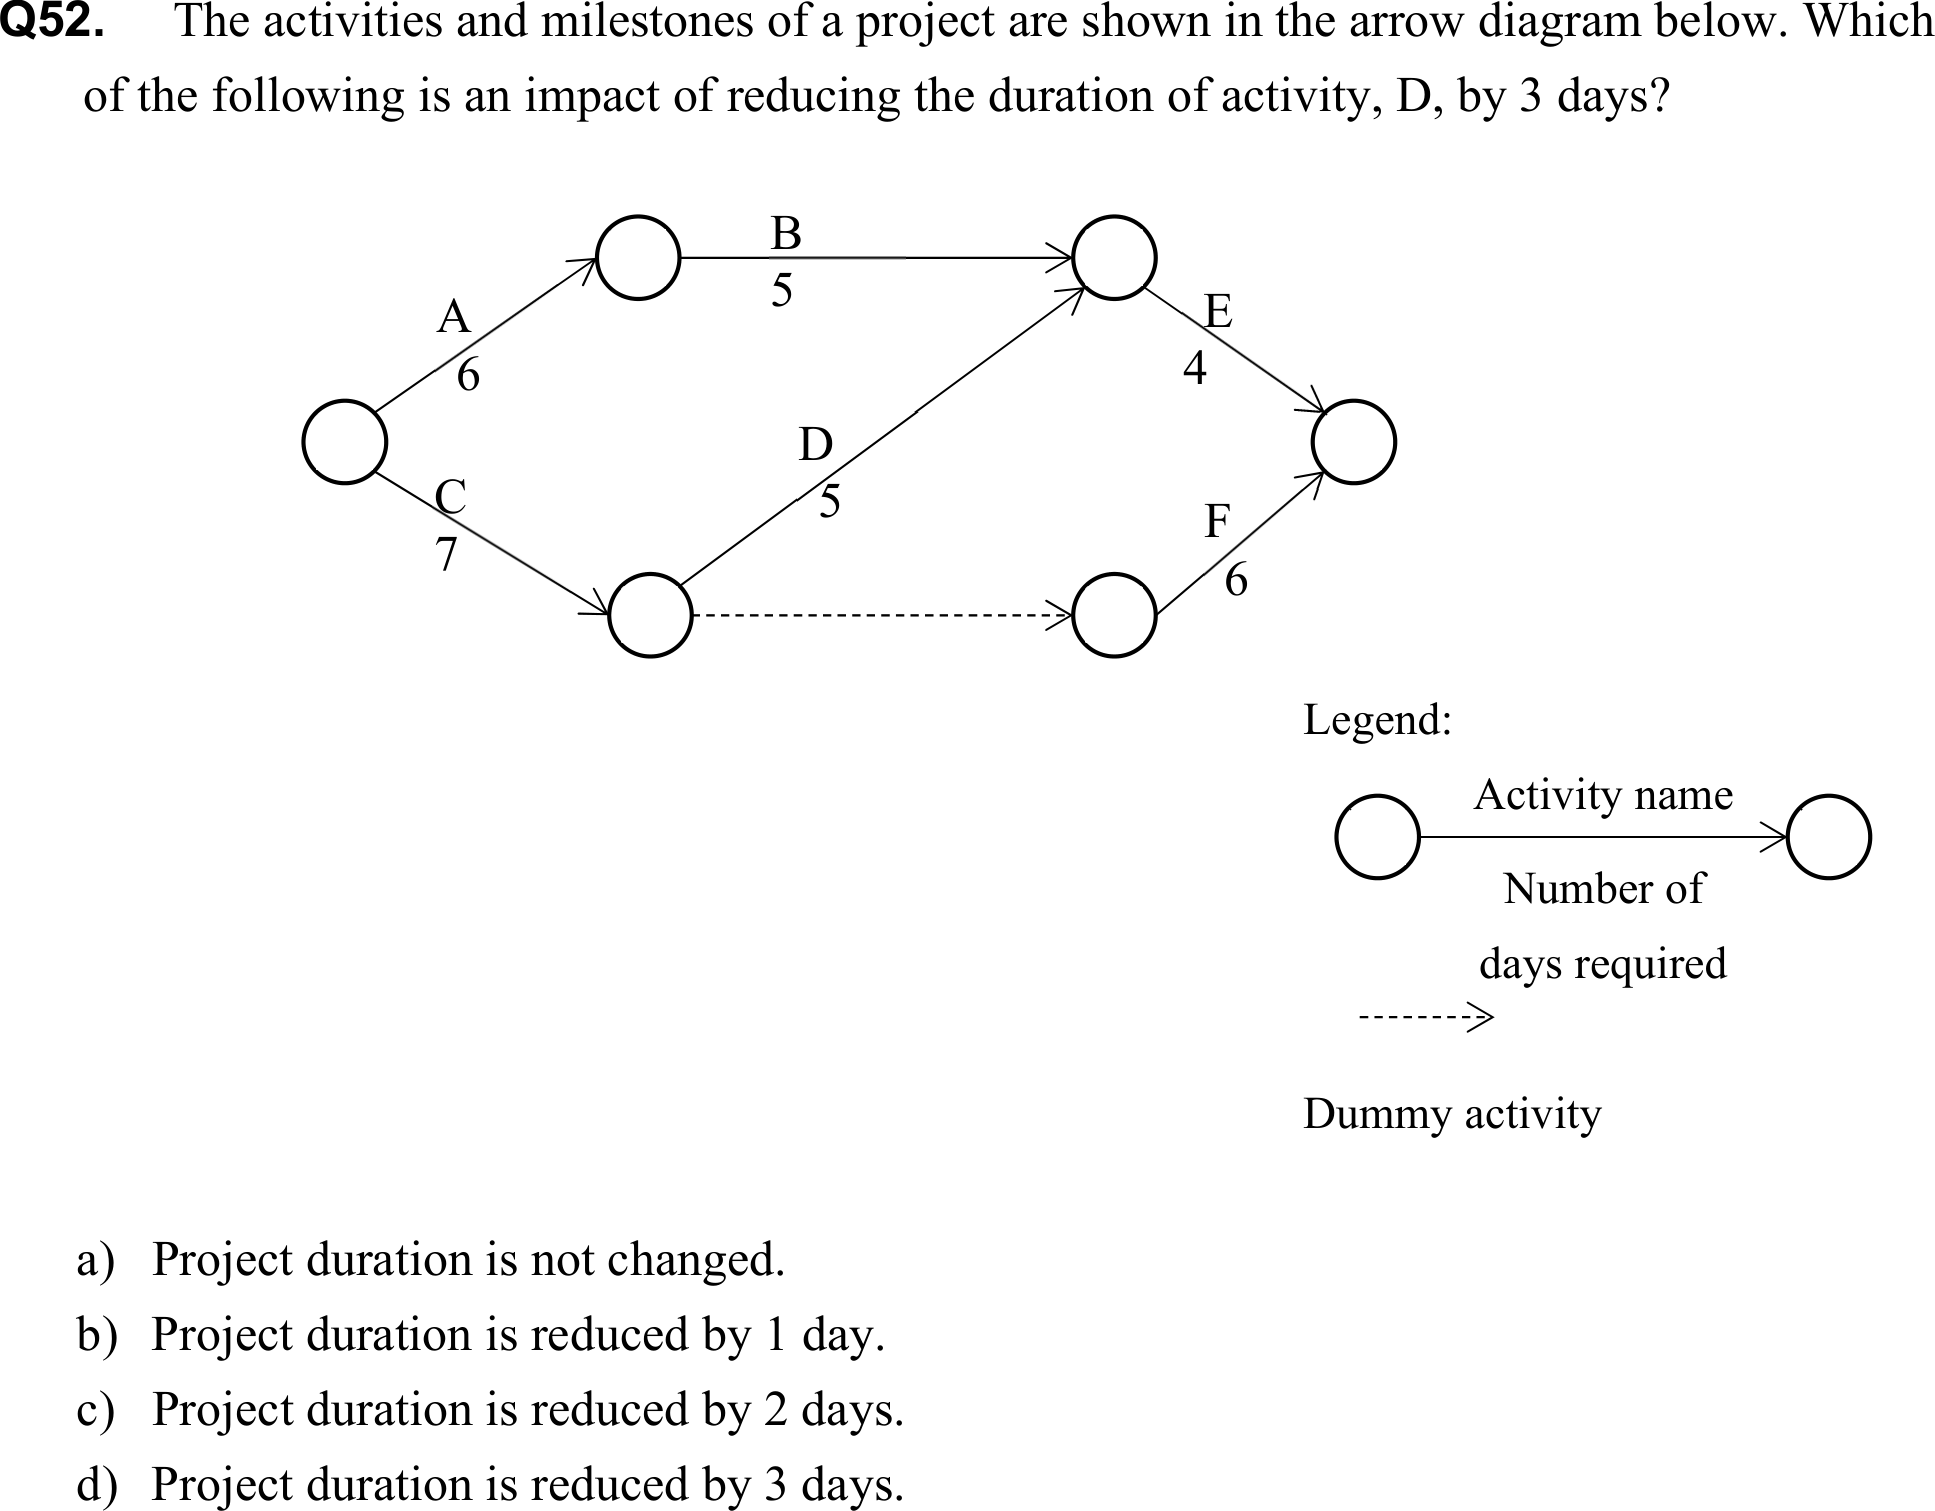 Q52. The activities and milestones of a project are shown in the arrow diagram below. Which
of the following is an impact of reducing the duration of activity, D, by 3 days?
B
5
A
6
E
4
D
5
C
7
F
6
Legend:
Activity name
Number of
days required
Dummy activity
a) Project duration is not changed.
b) Project duration is reduced by 1 day.
c) Project duration is reduced by 2 days.
d) Project duration is reduced by 3 days.